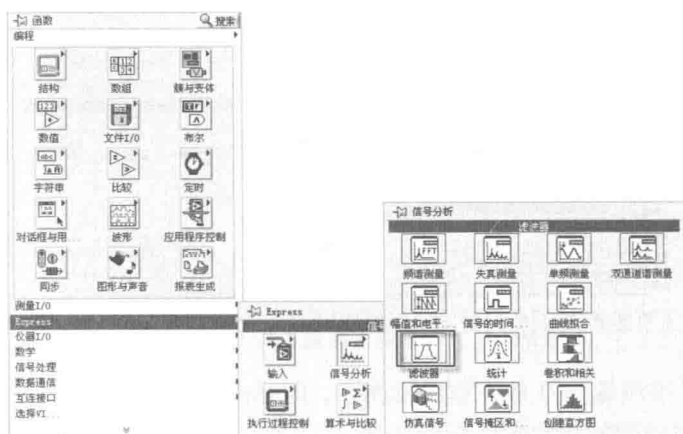 函数
搜索
编程
结构 数组 簇与变体
数值 文件I/O 布尔
字符串 比较 定时
对话框与用... 波形 应用程序控制
同步 图形与声音 报表生成
测量I/O
Express
仪器I/O
数学
信号处理
数据通信
互连接口
选择VI...
Express
输入 信号分析
执行过程控制 算术与比较
信号分析
滤波器
频谱测量 失真测量 单频测量 双通道谱测量
幅值和电平... 信号的时间... 曲线拟合
滤波器 统计 卷积和相关
仿真信号 信号掩区和... 创建直方图